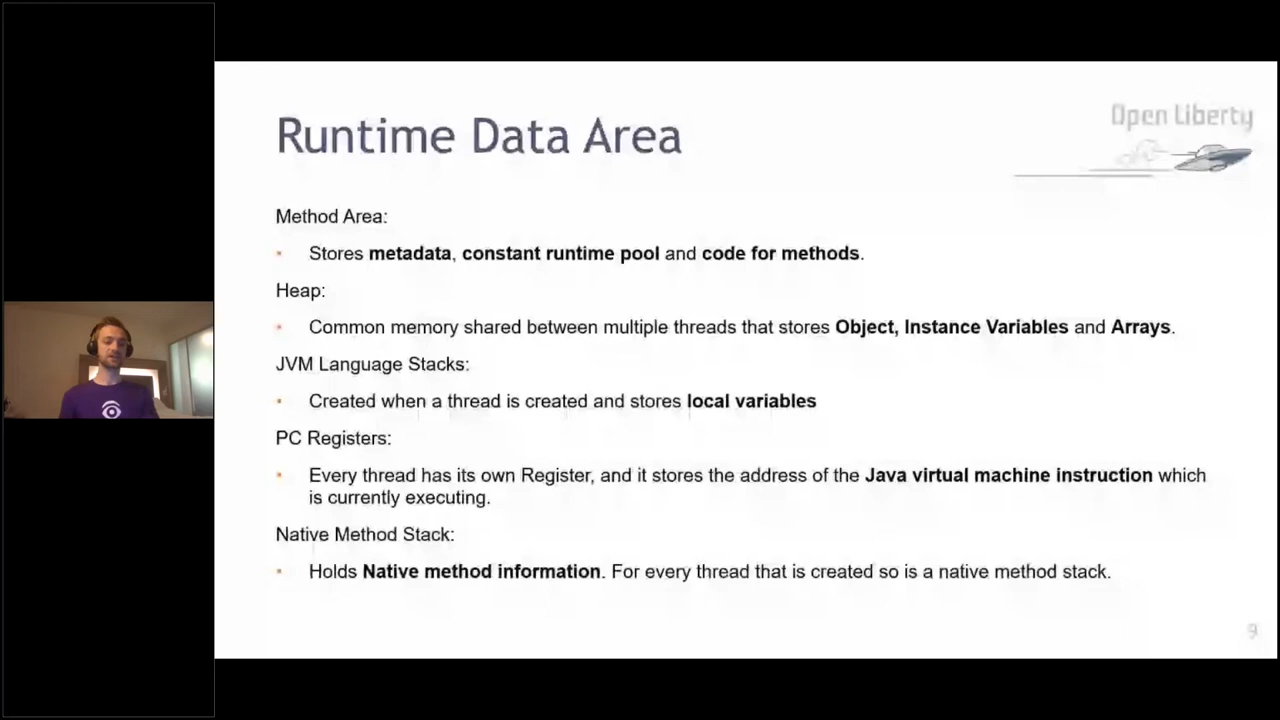 Open Liberty
Runtime Data Area
Method Area:
▪ Stores metadata, constant runtime pool and code for methods.
Heap:
▪ Common memory shared between multiple threads that stores Object, Instance Variables and Arrays.
JVM Language Stacks:
▪ Created when a thread is created and stores local variables
PC Registers:
▪ Every thread has its own Register, and it stores the address of the Java virtual machine instruction which
is currently executing.
Native Method Stack:
▪ Holds Native method information. For every thread that is created so is a native method stack.
9